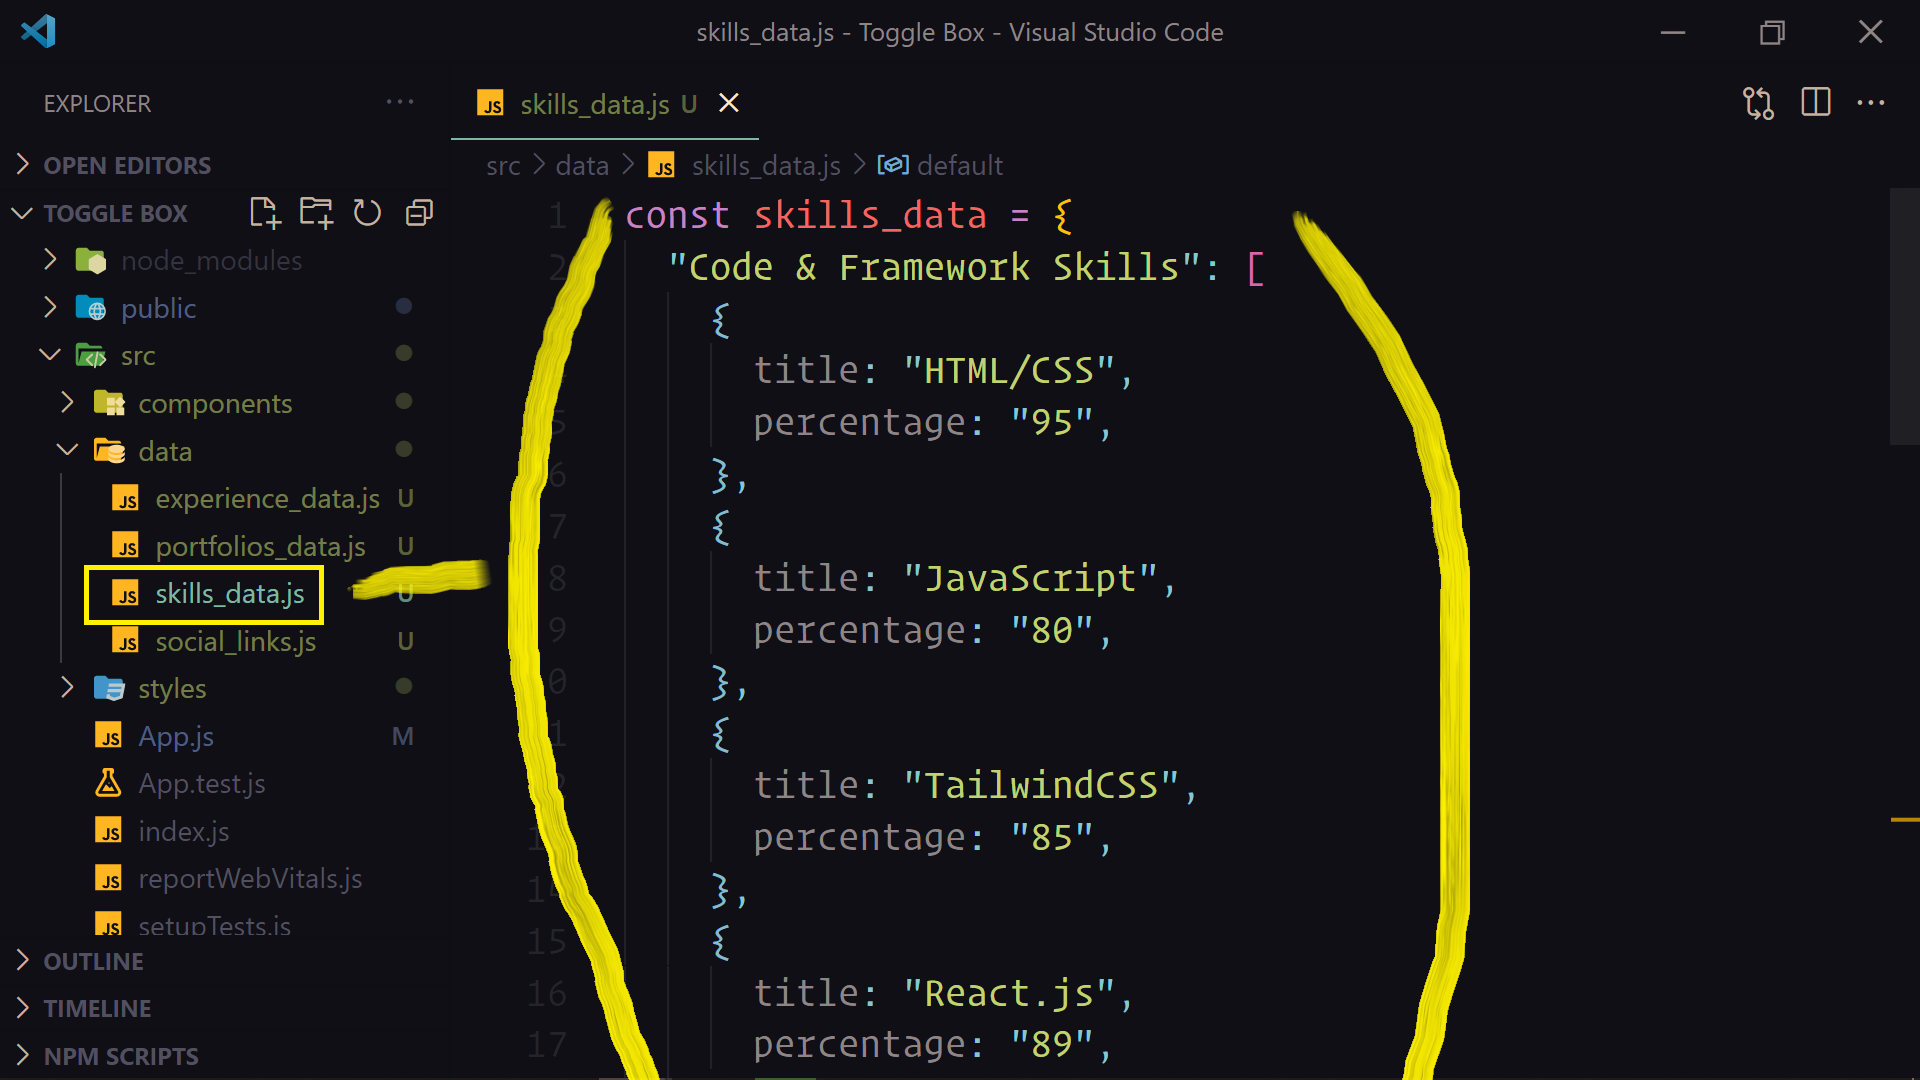 skills_data.js - Toggle Box - Visual Studio Code
EXPLORER
skills_data.js U
OPEN EDITORS
src > data > JS skills_data.js > default
TOGGLE BOX
node_modules
public
src
components
data
JS experience_data.js U
JS portfolios_data.js U
JS skills_data.js U
JS social_links.js U
styles
JS App.js M
App.test.js
JS index.js
JS reportWebVitals.js
JS setupTests.js
OUTLINE
TIMELINE
NPM SCRIPTS
1 const skills_data = {
2 "Code & Framework Skills": [
{
title: "HTML/CSS",
5 percentage: "95",
6 },
7 {
8 title: "JavaScript",
9 percentage: "80",
0 },
1 {
2 title: "TailwindCSS",
1 percentage: "85",
14 },
15 {
16 title: "React.js",
17 percentage: "89",